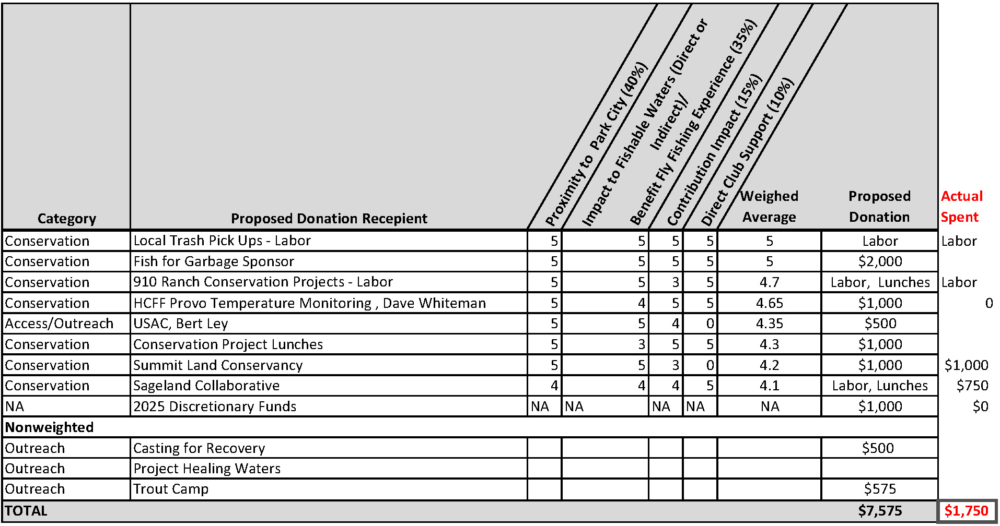 Category Proposed Donation Recepient Proximity to Park City (40%) Impact to Fishable Waters (Direct or Indirect)/ Benefit Fly Fishing Experience (35%) Contribution Impact (15%) Direct Club Support (10%) Weighed Average Proposed Donation Actual Spent
Conservation Local Trash Pick Ups - Labor 5 5 5 5 5 Labor Labor
Conservation Fish for Garbage Sponsor 5 5 5 5 5 $2,000
Conservation 910 Ranch Conservation Projects - Labor 5 5 3 5 4.7 Labor, Lunches Labor
Conservation HCFF Provo Temperature Monitoring , Dave Whiteman 5 4 5 5 4.65 $1,000 0
Access/Outreach USAC, Bert Ley 5 5 4 0 4.35 $500
Conservation Conservation Project Lunches 5 3 5 5 4.3 $1,000
Conservation Summit Land Conservancy 5 5 3 0 4.2 $1,000 $1,000
Conservation Sageland Collaborative 4 4 4 5 4.1 Labor, Lunches $750
NA 2025 Discretionary Funds NA NA NA NA NA $1,000 $0
Nonweighted
Outreach Casting for Recovery $500
Outreach Project Healing Waters
Outreach Trout Camp $575
TOTAL $7,575 $1,750